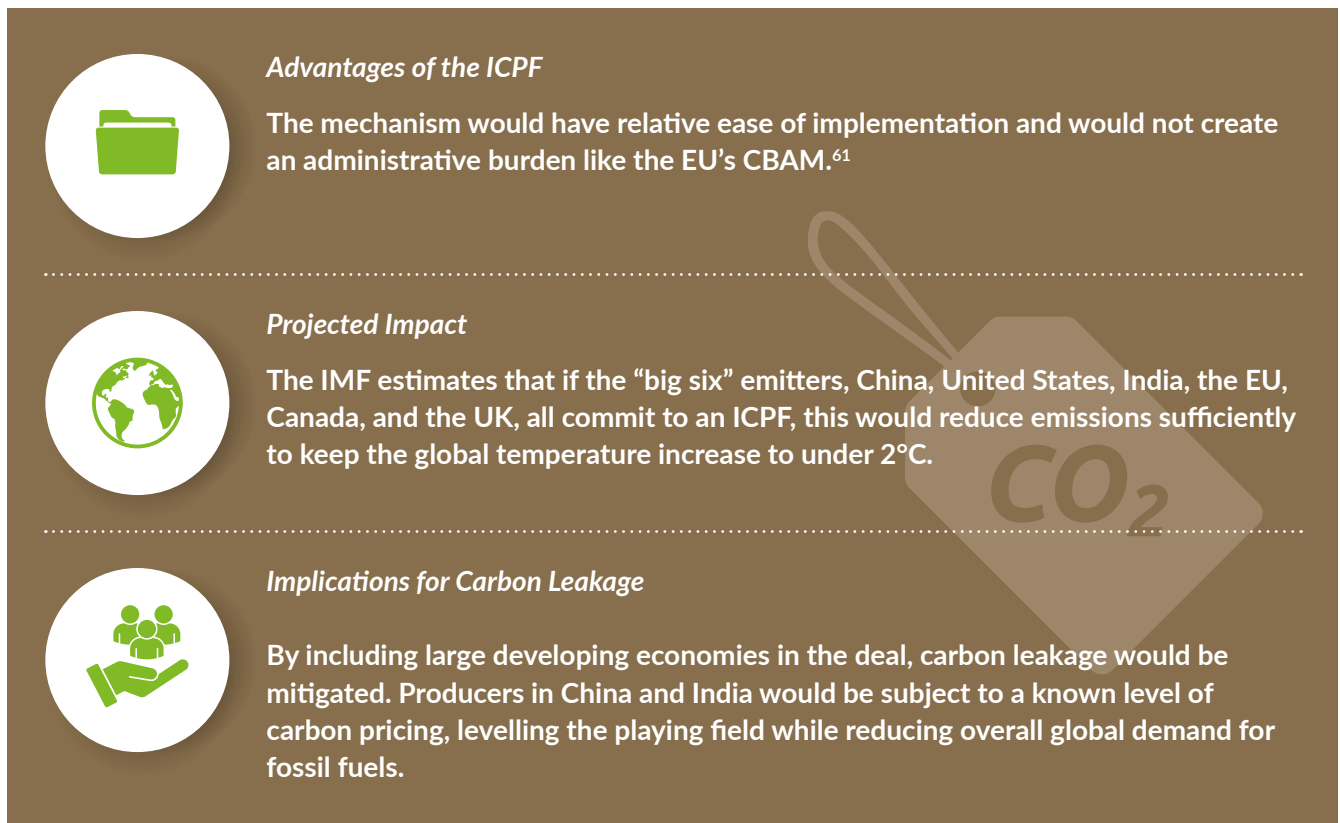 Advantages of the ICPF
The mechanism would have relative ease of implementation and would not create
an administrative burden like the EU’s CBAM.⁶¹
Projected Impact
The IMF estimates that if the “big six” emitters, China, United States, India, the EU,
Canada, and the UK, all commit to an ICPF, this would reduce emissions sufficiently
to keep the global temperature increase to under 2°C.
CO₂
Implications for Carbon Leakage
By including large developing economies in the deal, carbon leakage would be
mitigated. Producers in China and India would be subject to a known level of
carbon pricing, levelling the playing field while reducing overall global demand for
fossil fuels.